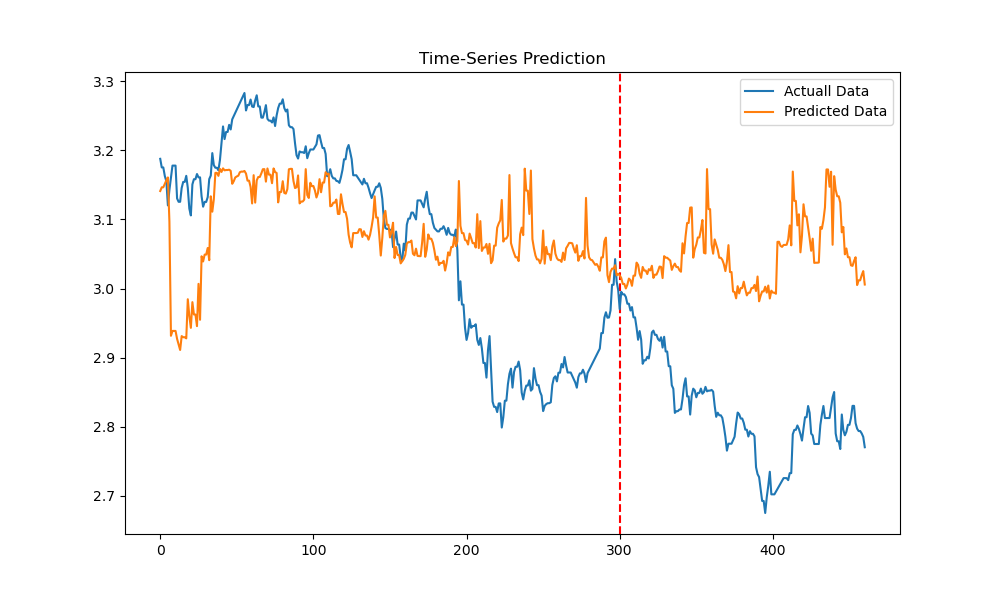 Time-Series Prediction
Actuall Data
Predicted Data
3.3
3.2
3.1
3.0
2.9
2.8
2.7
0 100 200 300 400